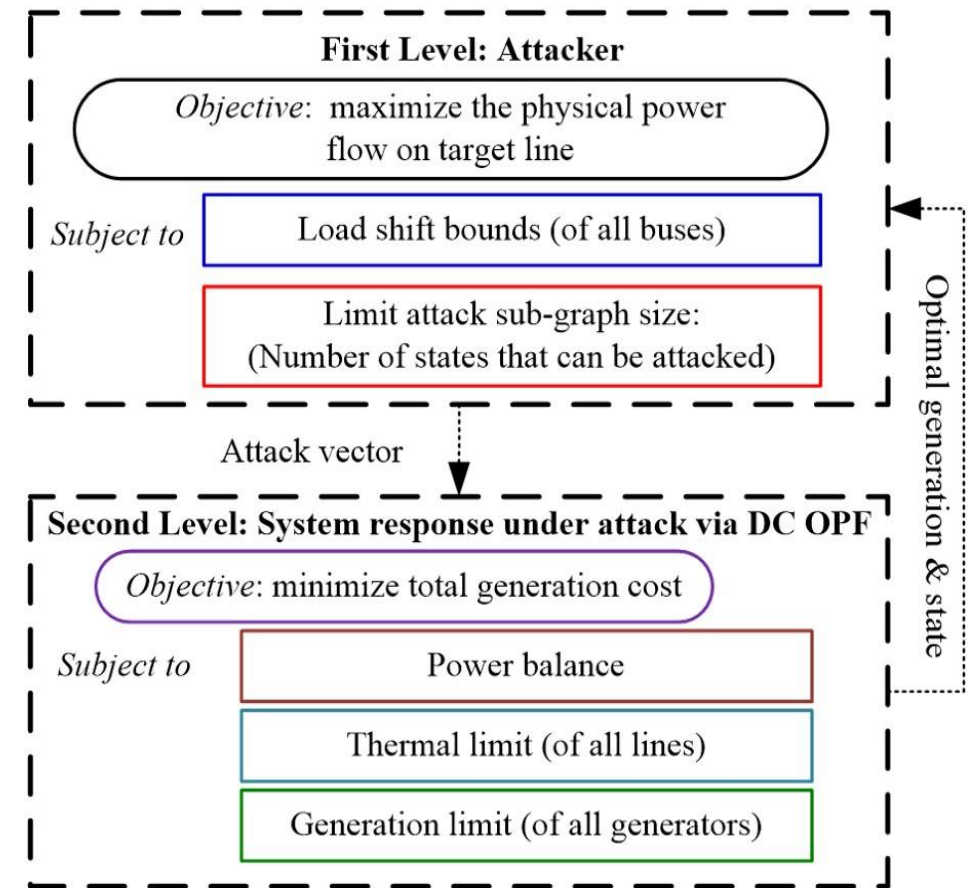 First Level: Attacker
Objective: maximize the physical power
flow on target line
Subject to
Load shift bounds (of all buses)
Limit attack sub-graph size:
(Number of states that can be attacked)
Attack vector
Optimal generation & state
Second Level: System response under attack via DC OPF
Objective: minimize total generation cost
Subject to
Power balance
Thermal limit (of all lines)
Generation limit (of all generators)